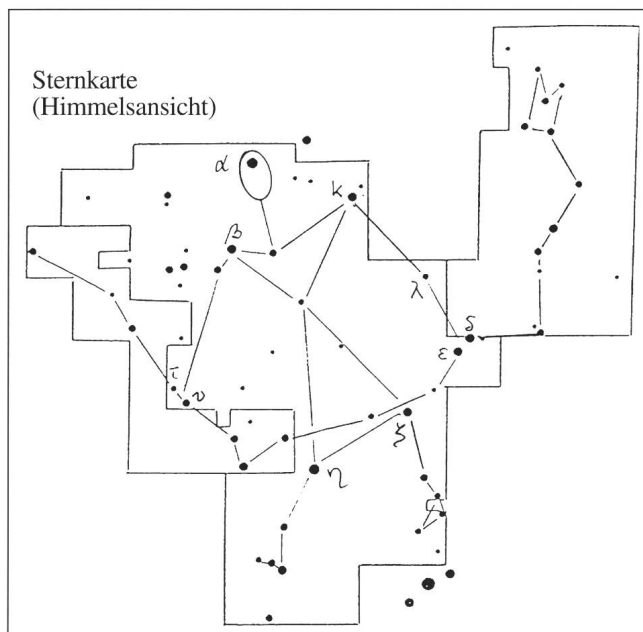 Sternkarte
(Himmelsansicht)
α
κ
β
λ
δ
ε
τ
υ
ζ
η